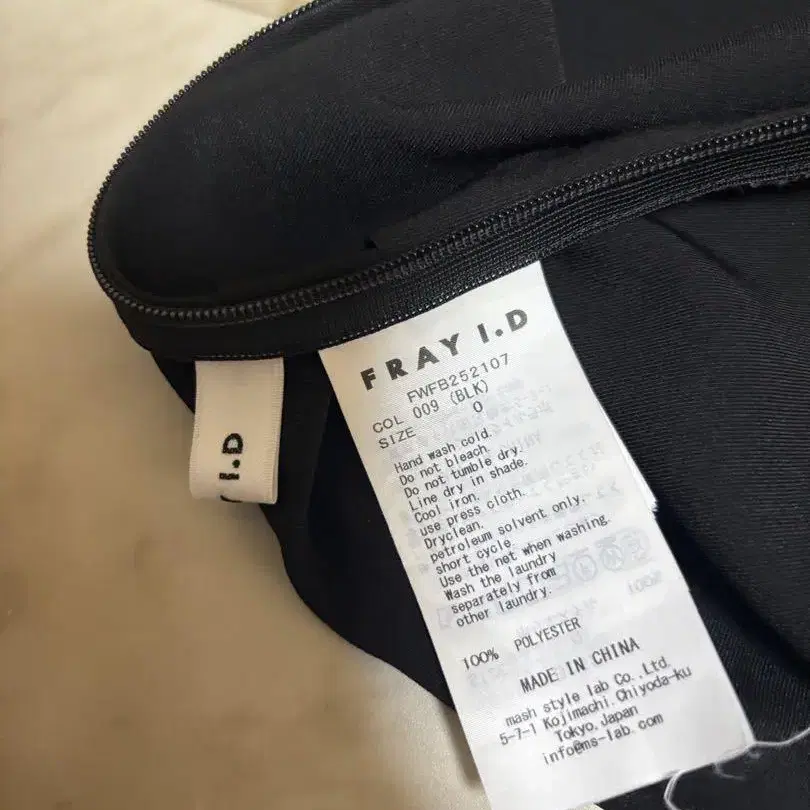 FRAY I.D
FWFB252107
COL 009 (BLK)
SIZE 0
Hand wash cold.
Do not bleach.
Do not tumble dry.
Line dry in shade.
Cool iron.
use press cloth.
Dryclean.
petroleum solvent only.
short cycle.
Use the net when washing.
Wash the laundry
separately from
other laundry.
100% POLYESTER
MADE IN CHINA
mash style lab Co.,Ltd.
5-7-1 Kojimachi.Chiyoda-ku
Tokyo,Japan
info@ms-lab.com
I.D